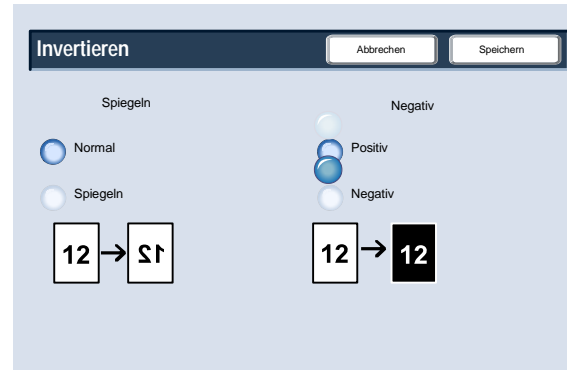 Invertieren
Abbrechen
Speichern
Spiegeln
Negativ
Normal
Positiv
Spiegeln
Negativ
12 → 12
12 → 12